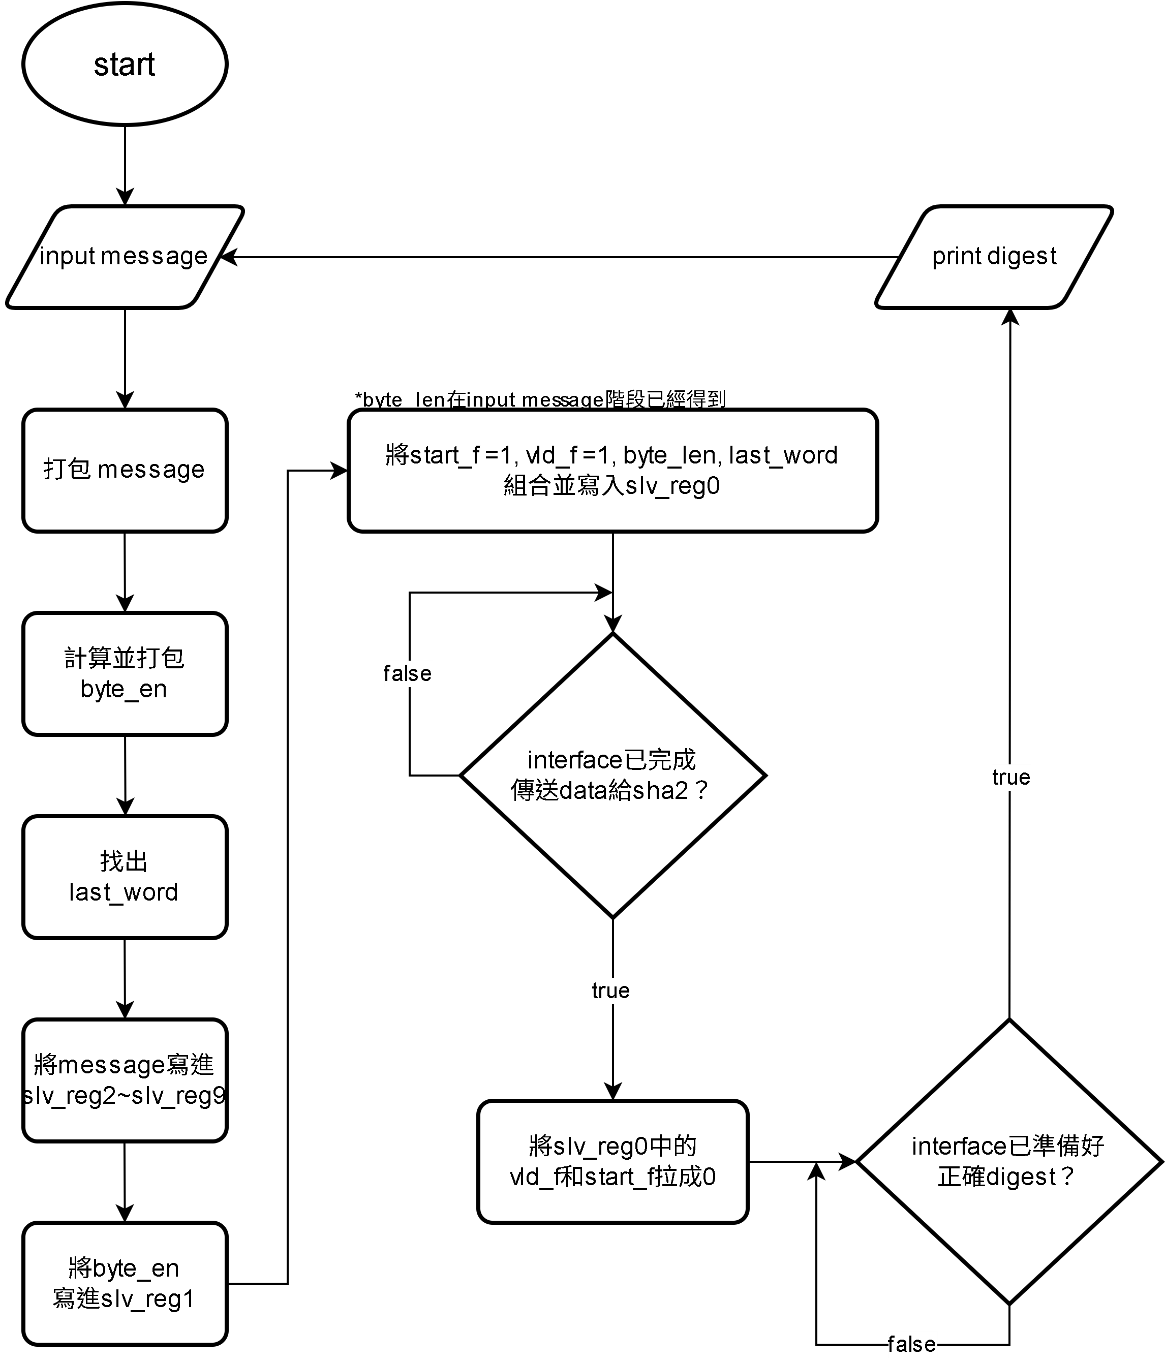 start
input message
打包 message
計算並打包
byte_en
找出
last_word
將message寫進
slv_reg2~slv_reg9
將byte_en
寫進slv_reg1
*byte_len在input message階段已經得到
將start_f =1, vld_f =1, byte_len, last_word
組合並寫入slv_reg0
false
interface已完成
傳送data給sha2？
true
將slv_reg0中的
vld_f和start_f拉成0
interface已準備好
正確digest？
false
true
print digest